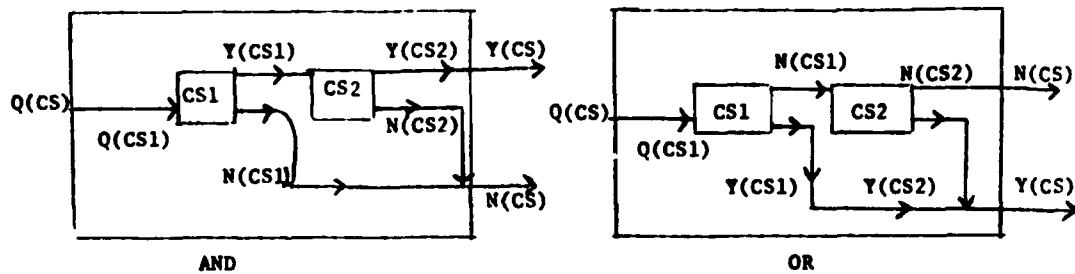 Y(CS1) Y(CS2) Y(CS)
CS1 CS2
Q(CS)
Q(CS1) N(CS2)
N(CS1)
N(CS)
AND
N(CS1) N(CS2) N(CS)
CS1 CS2
Q(CS)
Q(CS1)
Y(CS1) Y(CS2) Y(CS)
OR